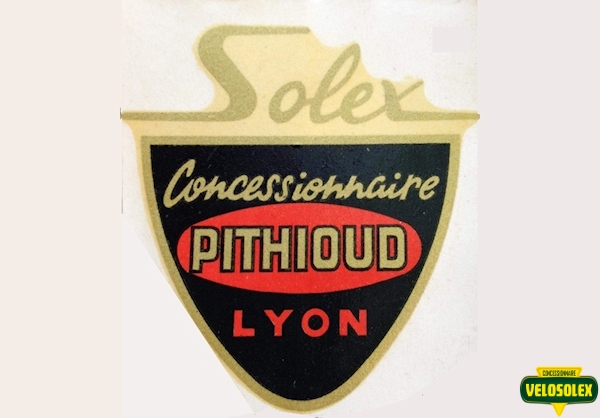 Solex
Concessionnaire
PITHIOUD
LYON
CONCESSIONNAIRE
VELOSOLEX